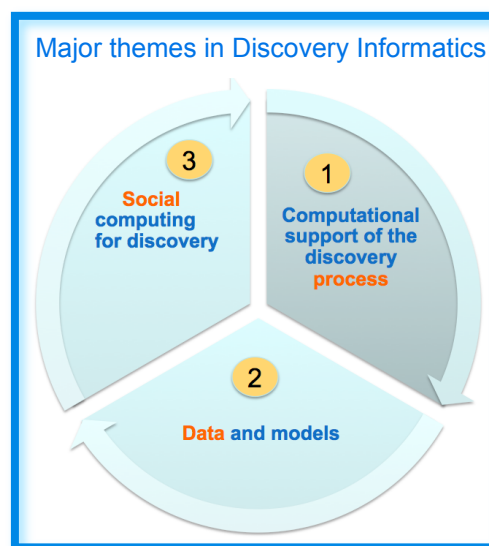 Major themes in Discovery Informatics
1
Computational
support of the
discovery
process
2
Data and models
3
Social
computing
for discovery